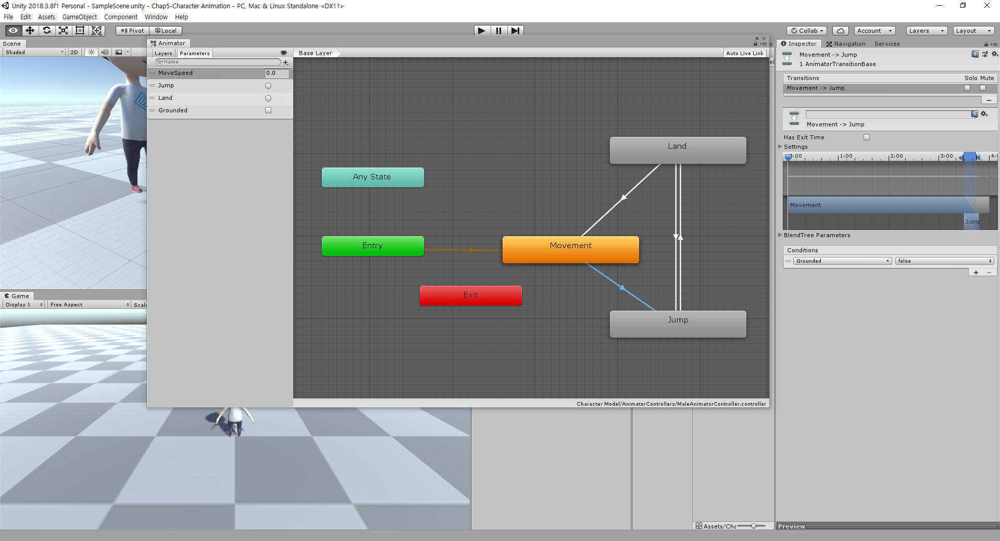 Unity 2018.3.8f1 Personal - SampleScene.unity - Chap5-Character Animation - PC, Mac & Linux Standalone <DX11>
File Edit Assets GameObject Component Window Help
Pivot Local
Collab Account Layers Layout
Scene
Shaded 2D
Animator
Layers Parameters
Name
MoveSpeed 0.0
Jump
Land
Grounded
Base Layer
Auto Live Link
Any State
Entry
Exit
Movement
Land
Jump
Character Model/AnimatorControllers/MaleAnimatorController.controller
Game
Display 1 Free Aspect Scale
Assets/Cha
Inspector Navigation Services
Movement -> Jump
1 AnimatorTransitionBase
Transitions Solo Mute
Movement -> Jump
Movement -> Jump
Has Exit Time
Settings
0:00 1:00 2:00 3:00 4:0
Movement
Jump
BlendTree Parameters
Conditions
Grounded false
Preview